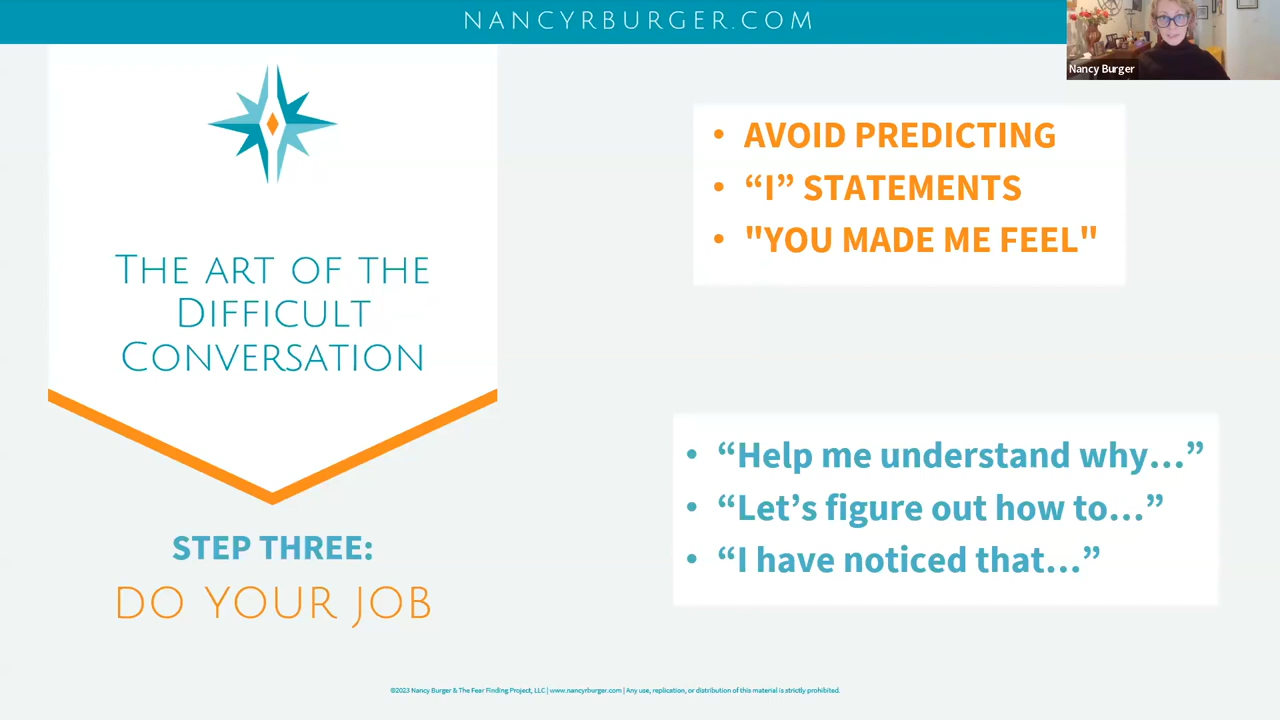 NANCYRBURGER.COM
Nancy Burger
• AVOID PREDICTING
• “I” STATEMENTS
• "YOU MADE ME FEEL"
THE ART OF THE
DIFFICULT
CONVERSATION
• “Help me understand why...”
• “Let’s figure out how to...”
• “I have noticed that...”
STEP THREE:
DO YOUR JOB
©2023 Nancy Burger & The Fear Finding Project, LLC | www.nancyrburger.com | Any use, replication, or distribution of this material is strictly prohibited.